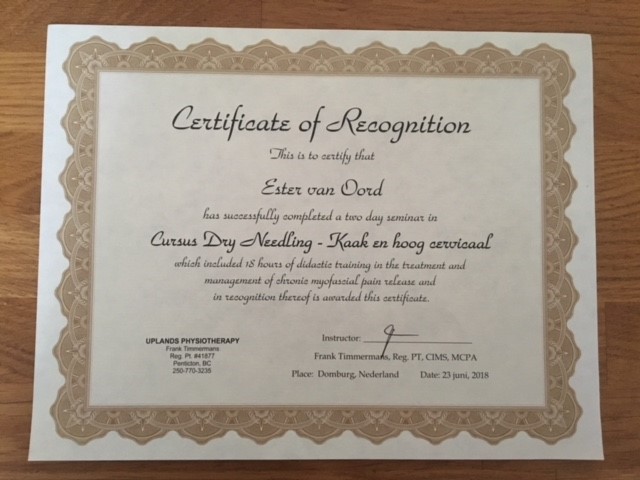 Certificate of Recognition
This is to certify that
Ester van Oord
has successfully completed a two day seminar in
Cursus Dry Needling - Kaak en hoog cervicaal
which included 18 hours of didactic training in the treatment and
management of chronic myofascial pain release and
in recognition thereof is awarded this certificate.
UPLANDS PHYSIOTHERAPY
Frank Timmermans
Reg. Pt. #41877
Penticton, BC
250-770-3235
Instructor:
Frank Timmermans, Reg. PT, CIMS, MCPA
Place: Domburg, Nederland Date: 23 juni, 2018